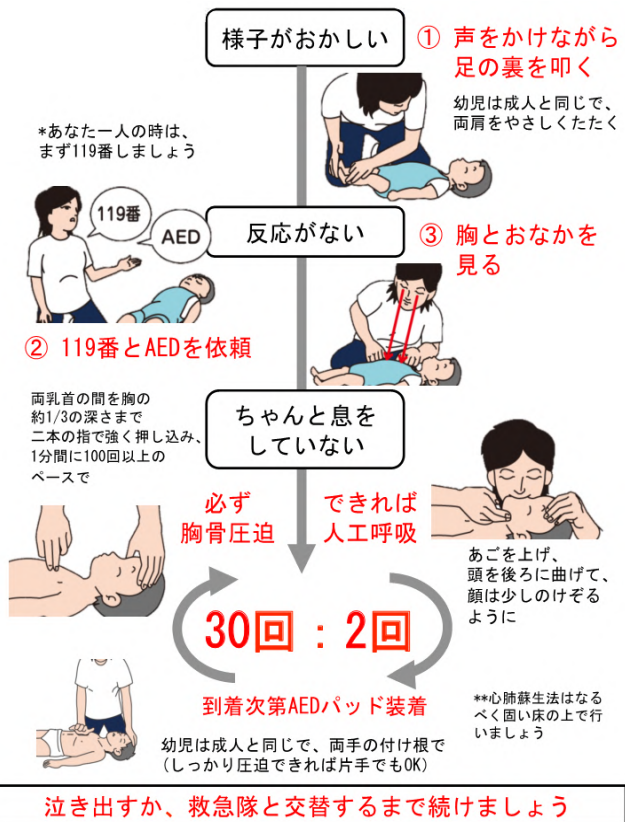 様子がおかしい
① 声をかけながら
足の裏を叩く
幼児は成人と同じで、
両肩をやさしくたたく
*あなた一人の時は、
まず119番しましょう
119番
AED
反応がない
② 119番とAEDを依頼
③ 胸とおなかを
見る
ちゃんと息を
していない
両乳首の間を胸の
約1/3の深さまで
二本の指で強く押し込み、
1分間に100回以上の
ペースで
必ず
胸骨圧迫
できれば
人工呼吸
あごを上げ、
頭を後ろに曲げて、
顔は少しのけぞる
ように
30回：2回
到着次第AEDパッド装着
幼児は成人と同じで、両手の付け根で
(しっかり圧迫できれば片手でもOK)
**心肺蘇生法はなる
べく固い床の上で行
いましょう
泣き出すか、救急隊と交替するまで続けましょう